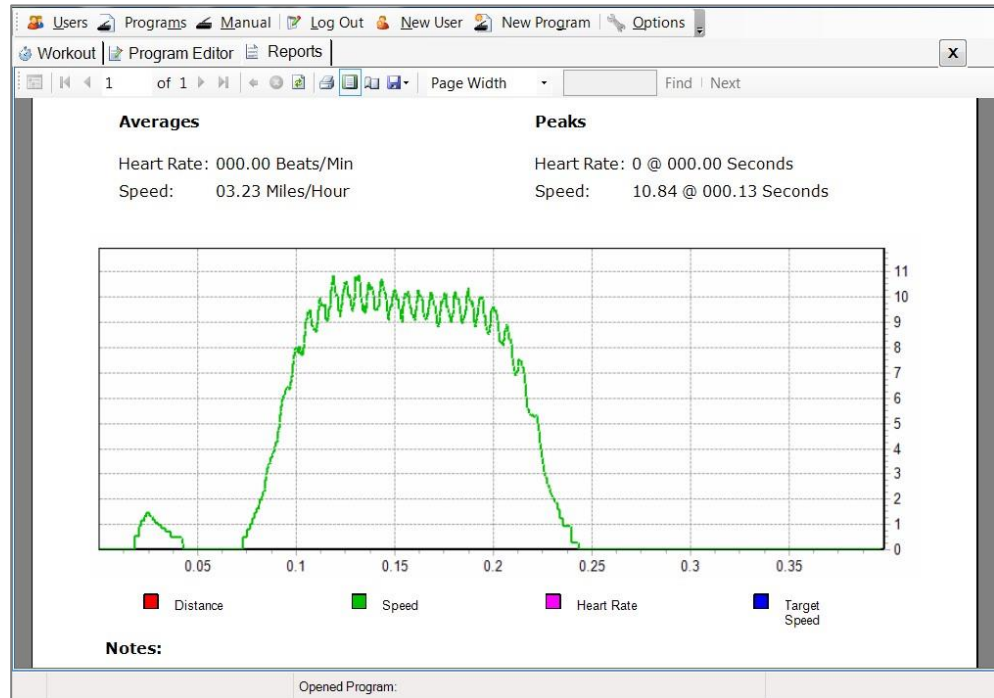 Users Programs Manual Log Out New User New Program Options
Workout Program Editor Reports X
1 of 1 Page Width Find Next
Averages Peaks
Heart Rate: 000.00 Beats/Min Heart Rate: 0 @ 000.00 Seconds
Speed: 03.23 Miles/Hour Speed: 10.84 @ 000.13 Seconds
11
10
9
8
7
6
5
4
3
2
1
0
0.05 0.1 0.15 0.2 0.25 0.3 0.35
Distance Speed Heart Rate Target
Speed
Notes:
Opened Program: